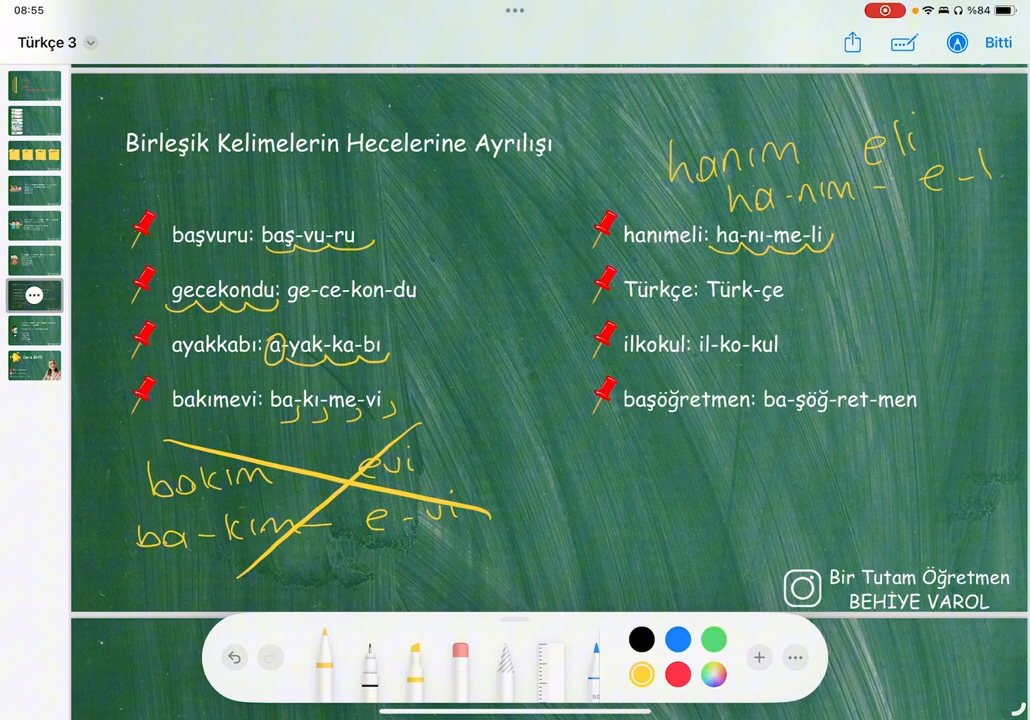 08:55
%84
Türkçe 3
Bitti
Birleşik Kelimelerin Hecelerine Ayrılışı
hanım eli
ha-nım - e-l
başvuru: baş-vu-ru
gecekondu: ge-ce-kon-du
ayakkabı: a-yak-ka-bı
bakımevi: ba-kı-me-vi
hanımeli: ha-nı-me-li
Türkçe: Türk-çe
ilkokul: il-ko-kul
başöğretmen: ba-şöğ-ret-men
bakım evi
ba-kım- e-vi
Bir Tutam Öğretmen
BEHİYE VAROL